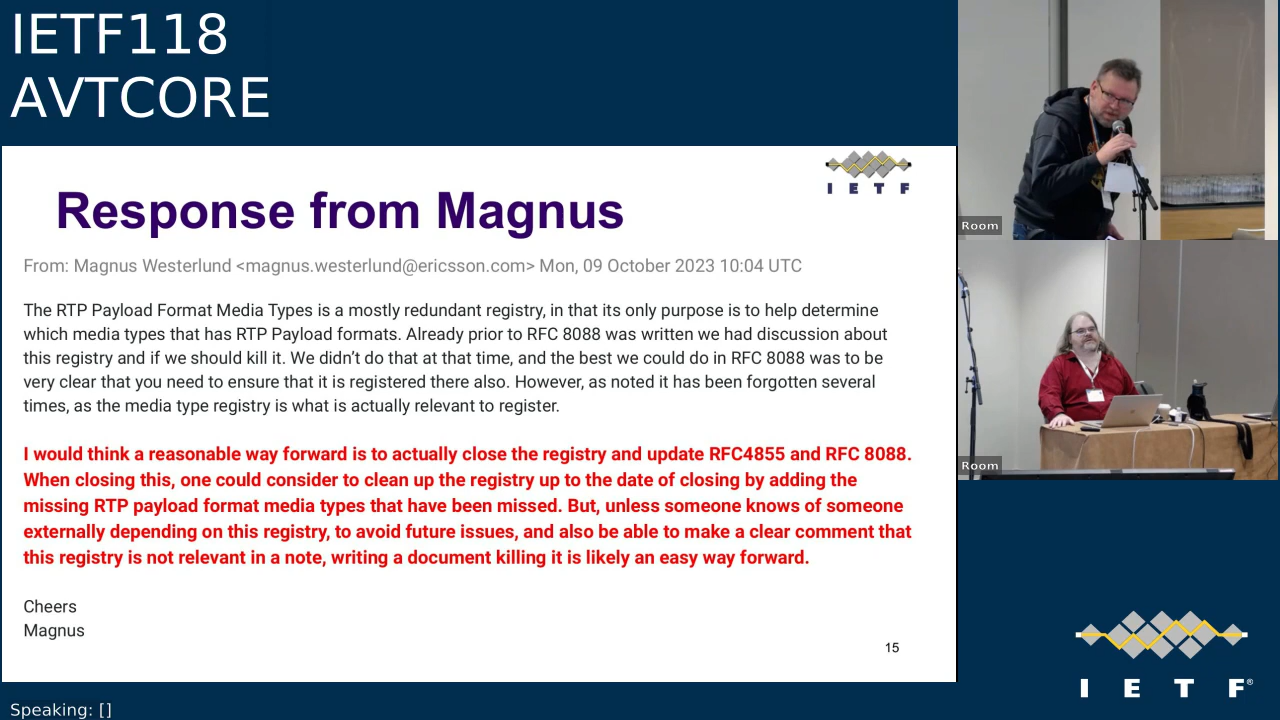 IETF118
AVTCORE
I E T F
Response from Magnus
From: Magnus Westerlund <magnus.westerlund@ericsson.com> Mon, 09 October 2023 10:04 UTC
The RTP Payload Format Media Types is a mostly redundant registry, in that its only purpose is to help determine
which media types that has RTP Payload formats. Already prior to RFC 8088 was written we had discussion about
this registry and if we should kill it. We didn't do that at that time, and the best we could do in RFC 8088 was to be
very clear that you need to ensure that it is registered there also. However, as noted it has been forgotten several
times, as the media type registry is what is actually relevant to register.
I would think a reasonable way forward is to actually close the registry and update RFC4855 and RFC 8088.
When closing this, one could consider to clean up the registry up to the date of closing by adding the
missing RTP payload format media types that have been missed. But, unless someone knows of someone
externally depending on this registry, to avoid future issues, and also be able to make a clear comment that
this registry is not relevant in a note, writing a document killing it is likely an easy way forward.
Cheers
Magnus
15
Room
Room
I E T F®
Speaking: []